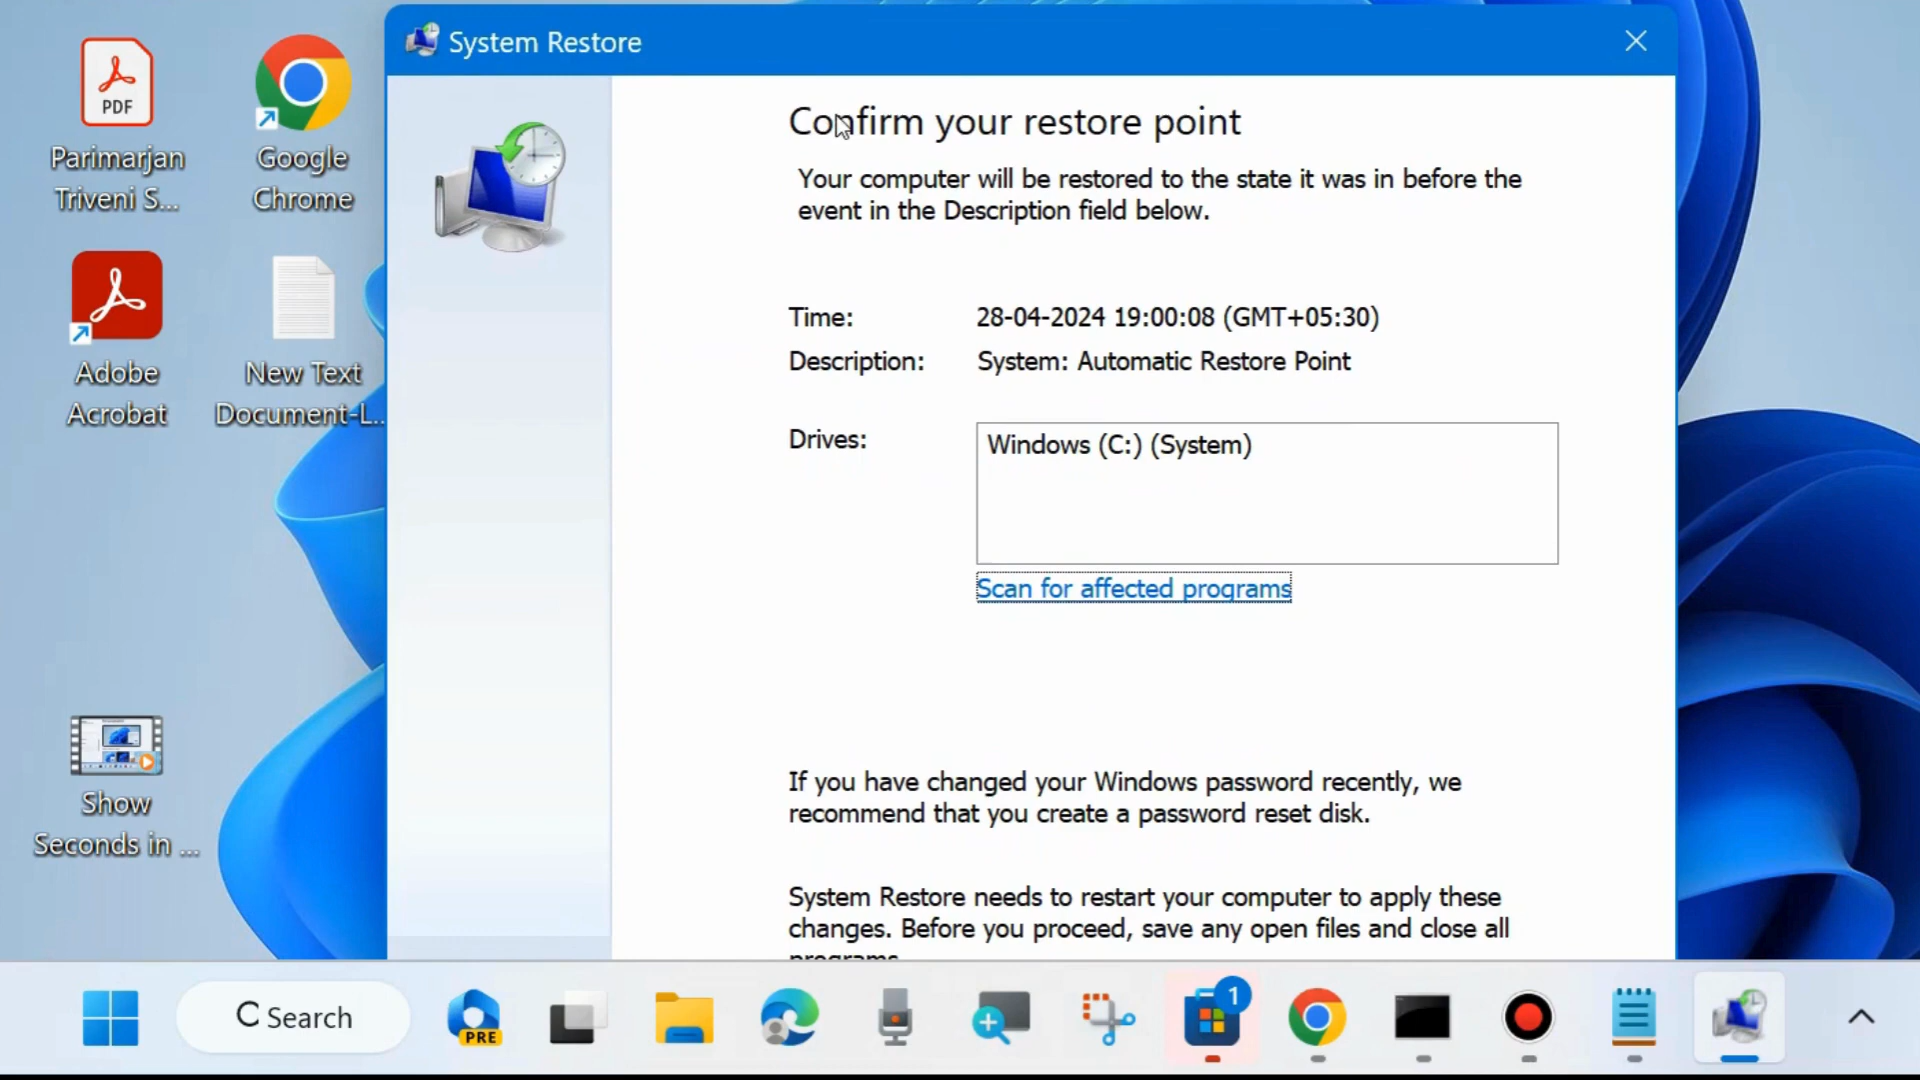 System Restore
PDF
Parimarjan
Triveni S...
Google
Chrome
Adobe
Acrobat
New Text
Document-L...
Show
Seconds in ...
Confirm your restore point
Your computer will be restored to the state it was in before the
event in the Description field below.
Time: 28-04-2024 19:00:08 (GMT+05:30)
Description: System: Automatic Restore Point
Drives: Windows (C:) (System)
Scan for affected programs
If you have changed your Windows password recently, we
recommend that you create a password reset disk.
System Restore needs to restart your computer to apply these
changes. Before you proceed, save any open files and close all
programs.
Search
PRE
1